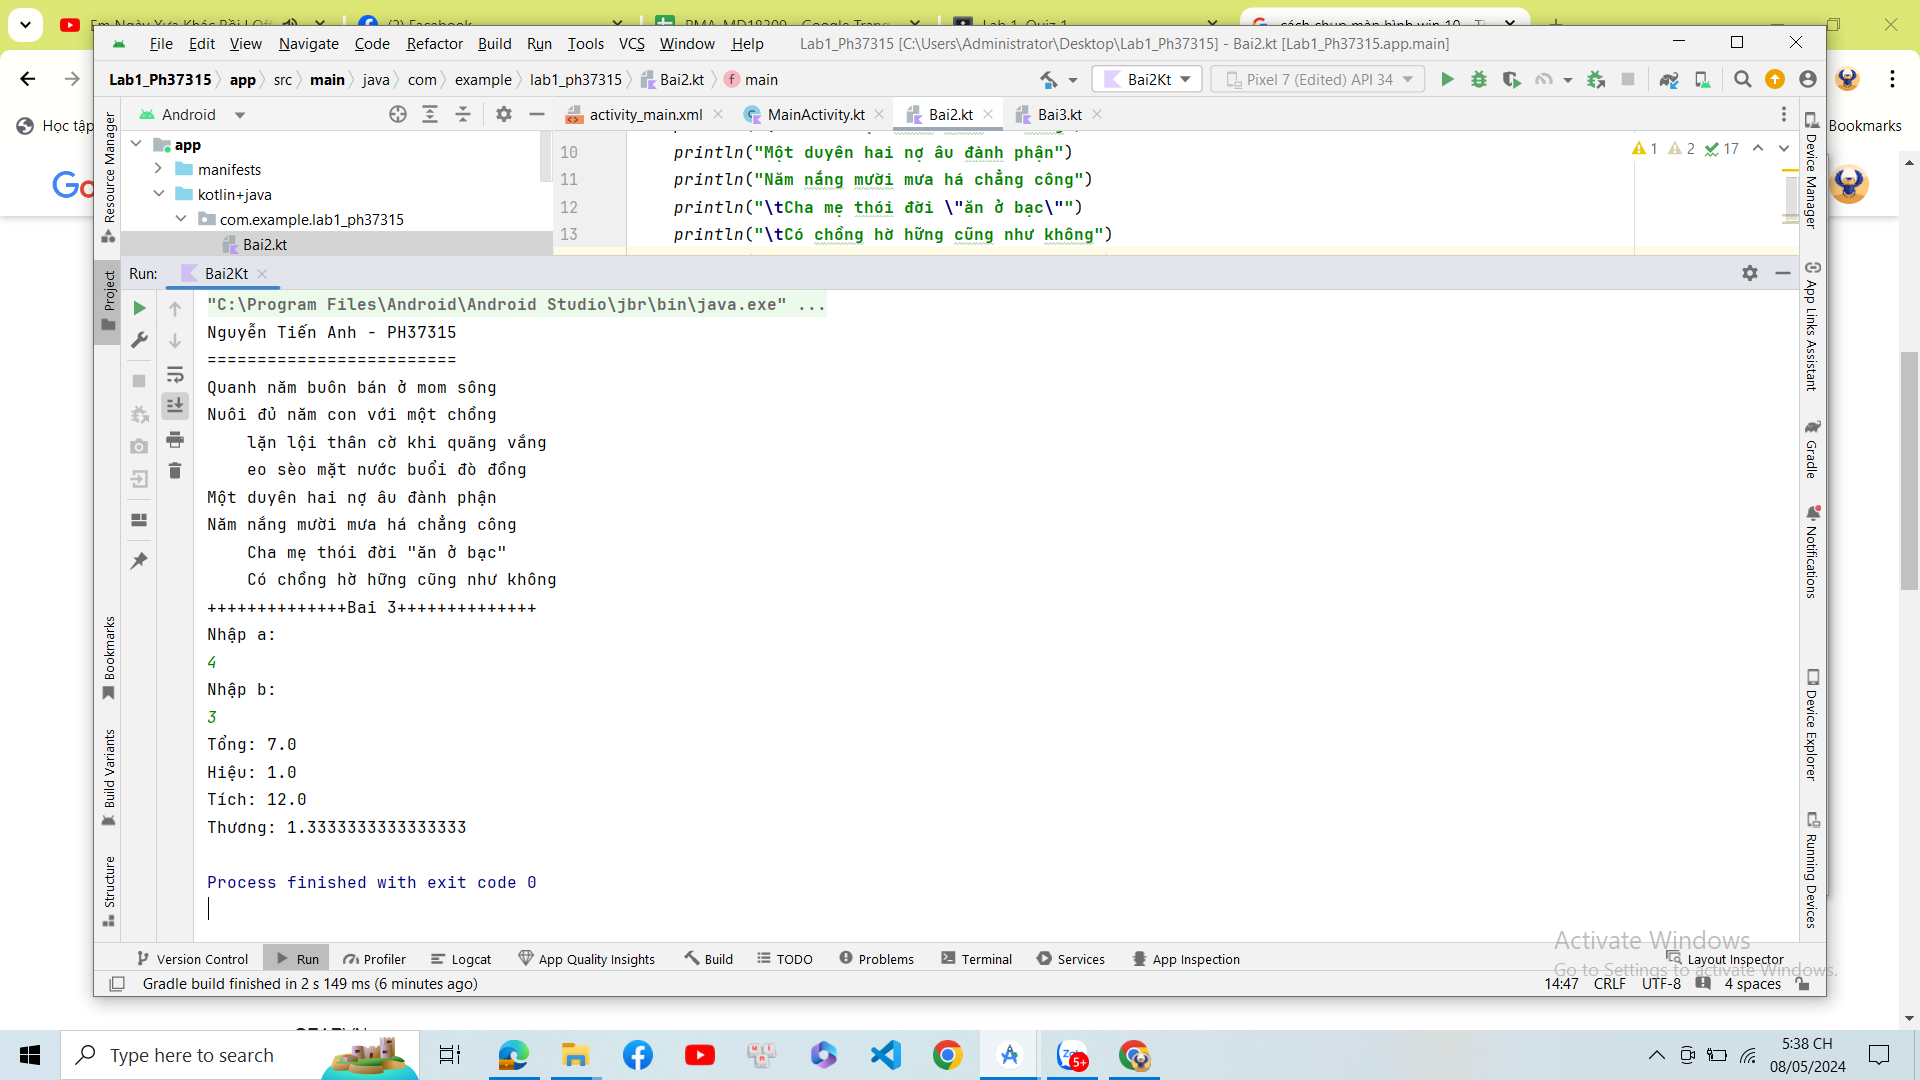 Em Ngày Xưa Khác Rồi | Off
(2) Facebook
Lab 1. Quiz 1
cách chụp màn hình win 10
File Edit View Navigate Code Refactor Build Run Tools VCS Window Help Lab1_Ph37315 [C:\Users\Administrator\Desktop\Lab1_Ph37315] - Bai2.kt [Lab1_Ph37315.app.main]
Lab1_Ph37315 app src main java com example lab1_ph37315 Bai2.kt main Bai2Kt Pixel 7 (Edited) API 34
Học tập
Bookmarks
Go
Android
activity_main.xml MainActivity.kt Bai2.kt Bai3.kt
app
manifests
kotlin+java
com.example.lab1_ph37315
Bai2.kt
10 println("Một duyên hai nợ âu đành phận")
11 println("Năm nắng mười mưa há chẳng công")
12 println("\tCha mẹ thói đời \"ăn ở bạc\"")
13 println("\tCó chồng hờ hững cũng như không")
1 2 17
Run: Bai2Kt
"C:\Program Files\Android\Android Studio\jbr\bin\java.exe" ...
Nguyễn Tiến Anh - PH37315
=========================
Quanh năm buôn bán ở mom sông
Nuôi đủ năm con với một chồng
lặn lội thân cờ khi quãng vắng
eo sèo mặt nước buổi đò đồng
Một duyên hai nợ âu đành phận
Năm nắng mười mưa há chẳng công
Cha mẹ thói đời "ăn ở bạc"
Có chồng hờ hững cũng như không
++++++++++++++Bai 3++++++++++++++
Nhập a:
4
Nhập b:
3
Tổng: 7.0
Hiệu: 1.0
Tích: 12.0
Thương: 1.3333333333333333
Process finished with exit code 0
Resource Manager
Project
Bookmarks
Build Variants
Structure
Device Manager
App Links Assistant
Gradle
Notifications
Device Explorer
Running Devices
Activate Windows
Go to Settings to activate Windows.
Version Control Run Profiler Logcat App Quality Insights Build TODO Problems Terminal Services App Inspection Layout Inspector
Gradle build finished in 2 s 149 ms (6 minutes ago) 14:47 CRLF UTF-8 4 spaces
Type here to search
5+
5:38 CH
08/05/2024